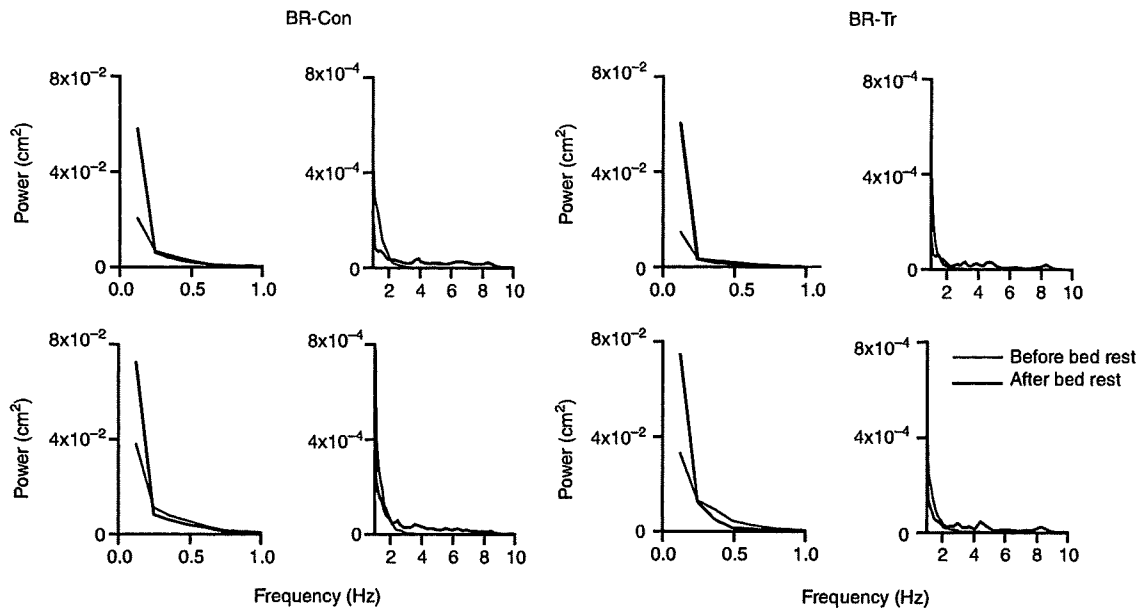 BR-Con
BR-Tr
8x10⁻²
4x10⁻²
0
Power (cm²)
0.0 0.5 1.0
8x10⁻⁴
4x10⁻⁴
0
2 4 6 8 10
8x10⁻²
4x10⁻²
0
Power (cm²)
0.0 0.5 1.0
8x10⁻⁴
4x10⁻⁴
0
2 4 6 8 10
8x10⁻²
4x10⁻²
0
Power (cm²)
0.0 0.5 1.0
8x10⁻⁴
4x10⁻⁴
0
2 4 6 8 10
8x10⁻²
4x10⁻²
0
Power (cm²)
0.0 0.5 1.0
8x10⁻⁴
4x10⁻⁴
0
2 4 6 8 10
Before bed rest
After bed rest
Frequency (Hz)
Frequency (Hz)